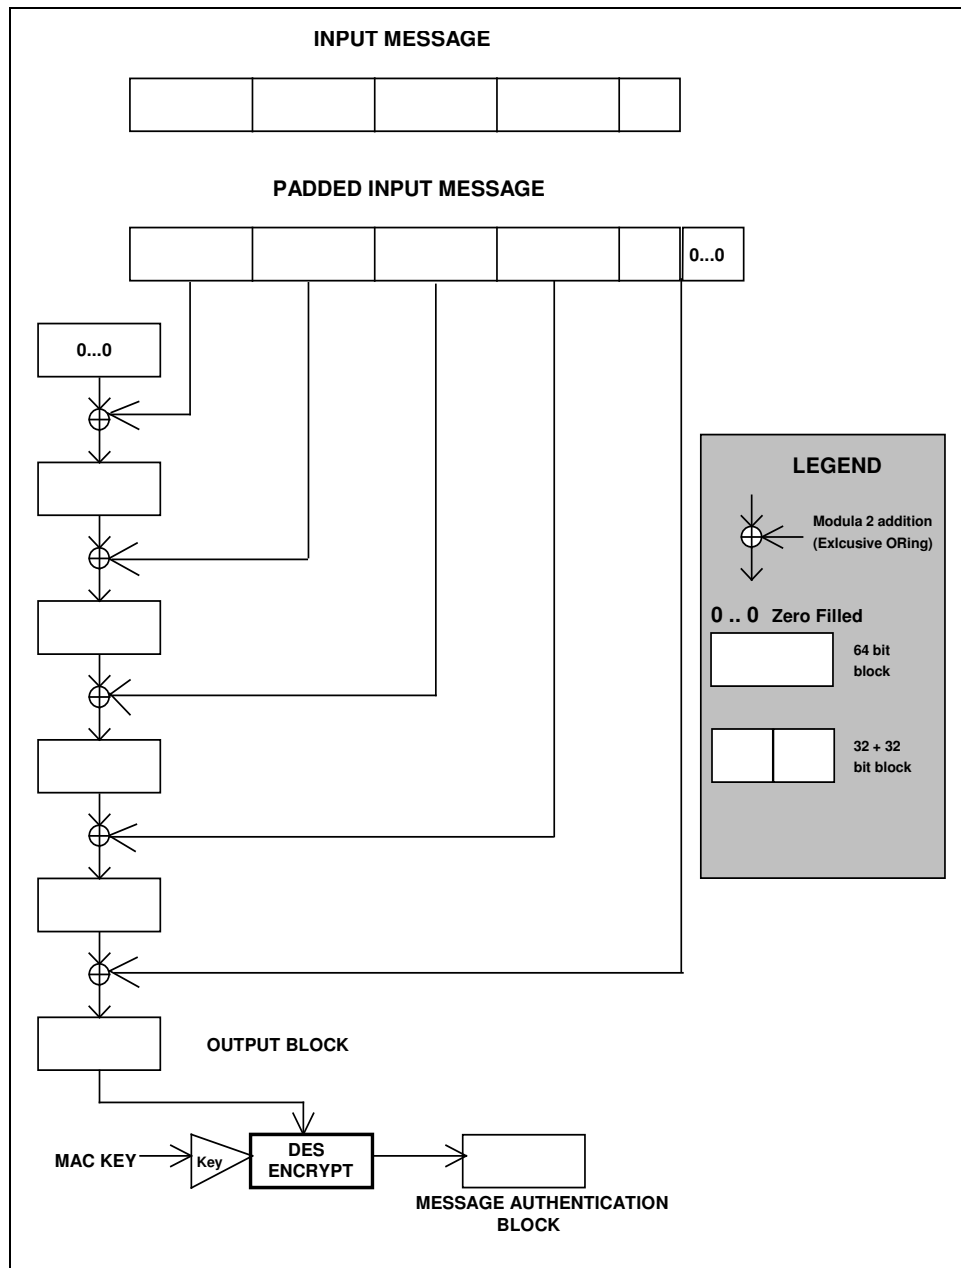 INPUT MESSAGE
PADDED INPUT MESSAGE
0...0
0...0
LEGEND
Modula 2 addition
(Exlcusive ORing)
0 .. 0 Zero Filled
64 bit
block
32 + 32
bit block
OUTPUT BLOCK
MAC KEY
Key
DES
ENCRYPT
MESSAGE AUTHENTICATION
BLOCK